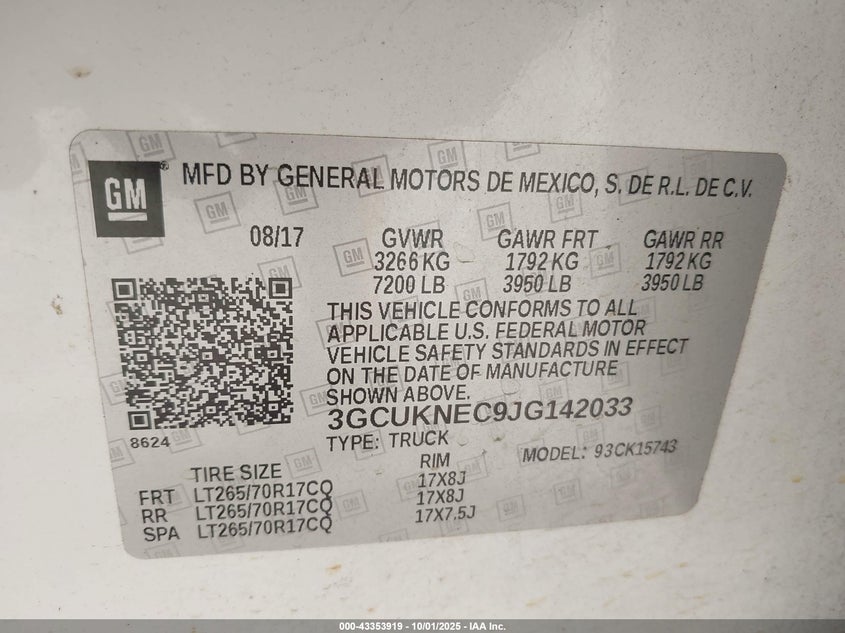 GM
MFD BY GENERAL MOTORS DE MEXICO, S. DE R.L. DE C.V.
08/17 GVWR GAWR FRT GAWR RR
3266 KG 1792 KG 1792 KG
7200 LB 3950 LB 3950 LB
THIS VEHICLE CONFORMS TO ALL
APPLICABLE U.S. FEDERAL MOTOR
VEHICLE SAFETY STANDARDS IN EFFECT
ON THE DATE OF MANUFACTURE
SHOWN ABOVE.
3GCUKNEC9JG142033
8624
TYPE: TRUCK MODEL: 93CK15743
TIRE SIZE RIM
FRT LT265/70R17CQ 17X8J
RR LT265/70R17CQ 17X8J
SPA LT265/70R17CQ 17X7.5J
000-43353919 - 10/01/2025 - IAA Inc.